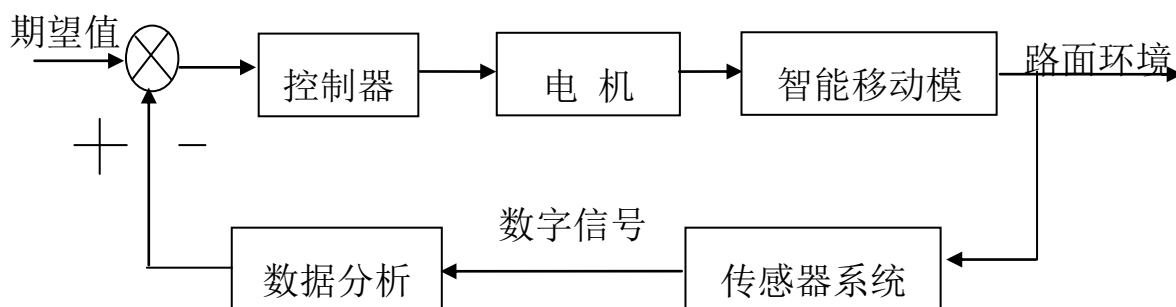 期望值
控制器
电 机
智能移动模
路面环境
+ -
数字信号
数据分析
传感器系统